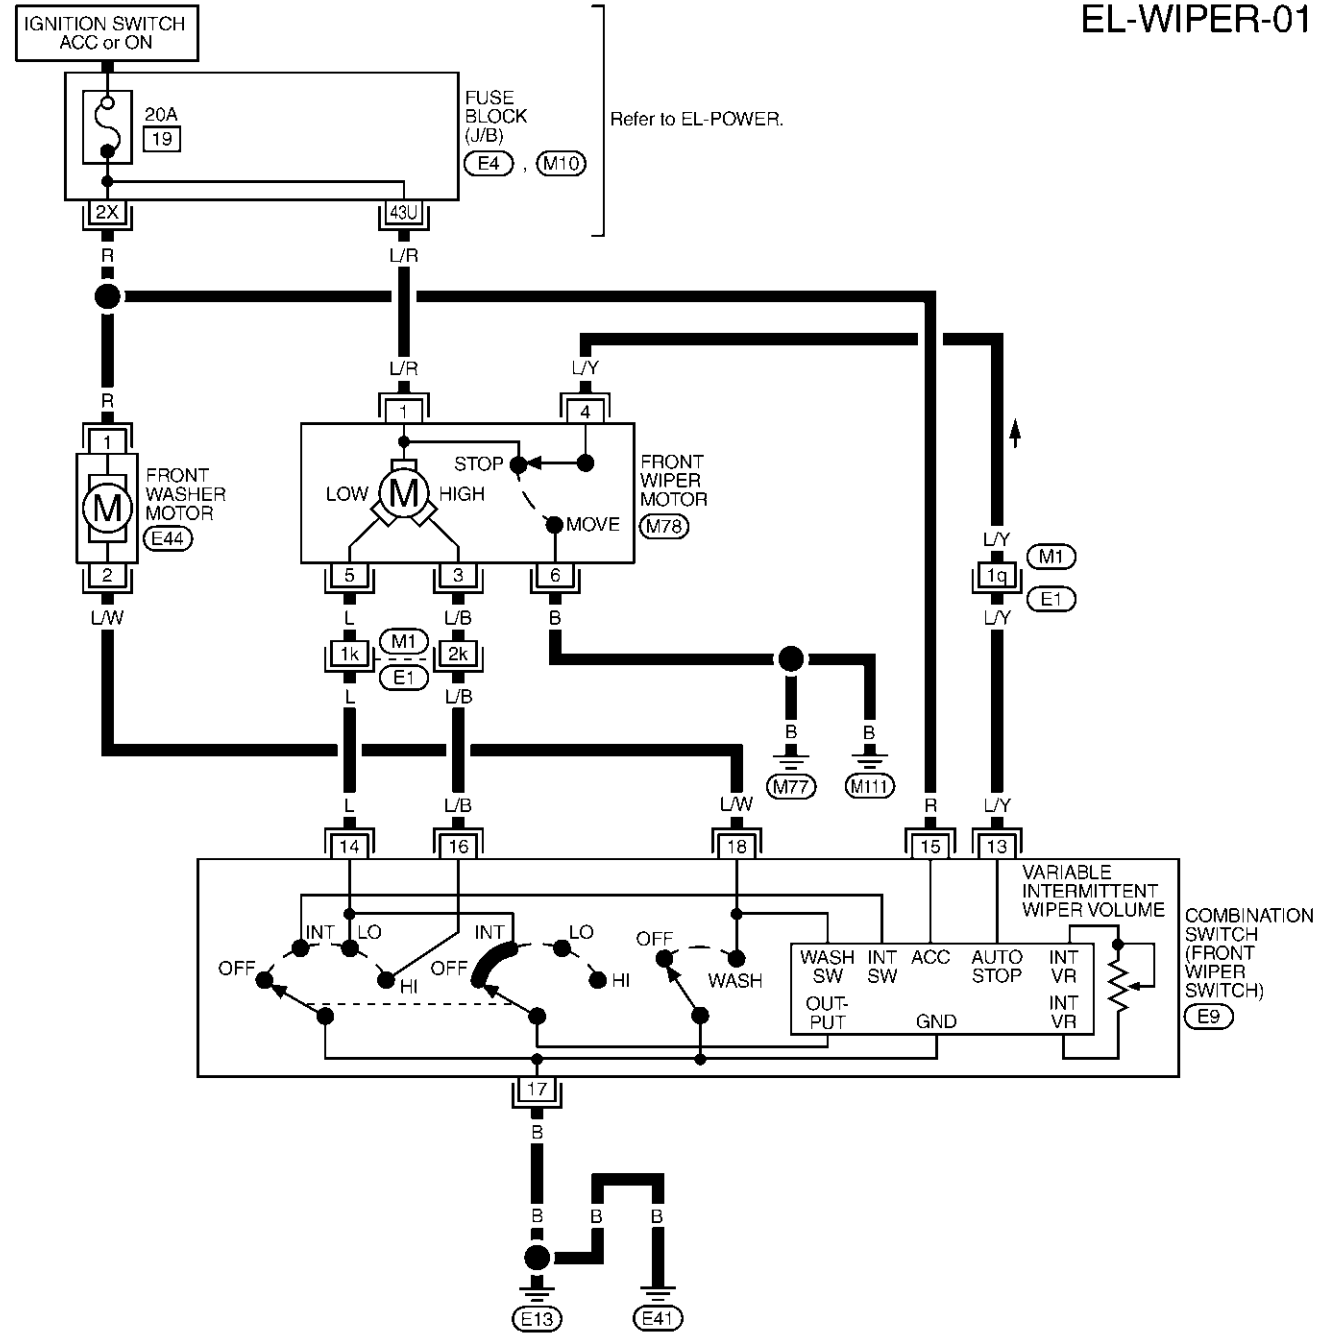 EL-WIPER-01
IGNITION SWITCH
ACC or ON
20A
19
FUSE
BLOCK
(J/B)
E4 , M10
Refer to EL-POWER.
2X
43U
R
L/R
R
L/R
L/Y
1
1
4
FRONT
WASHER
MOTOR
E44
M
LOW
M
HIGH
STOP
MOVE
FRONT
WIPER
MOTOR
M78
2
5
3
6
L/W
L
L/B
B
L/Y
1q
M1
E1
L/Y
1k
M1
E1
2k
L
L/B
B
B
M77
M111
L
L/B
L/W
R
L/Y
14
16
18
15
13
VARIABLE
INTERMITTENT
WIPER VOLUME
COMBINATION
SWITCH
(FRONT
WIPER
SWITCH)
E9
OFF
INT
LO
HI
OFF
INT
LO
HI
OFF
WASH
WASH
SW
INT
SW
ACC
AUTO
STOP
INT
VR
OUT-
PUT
GND
INT
VR
17
B
B
B
B
E13
E41